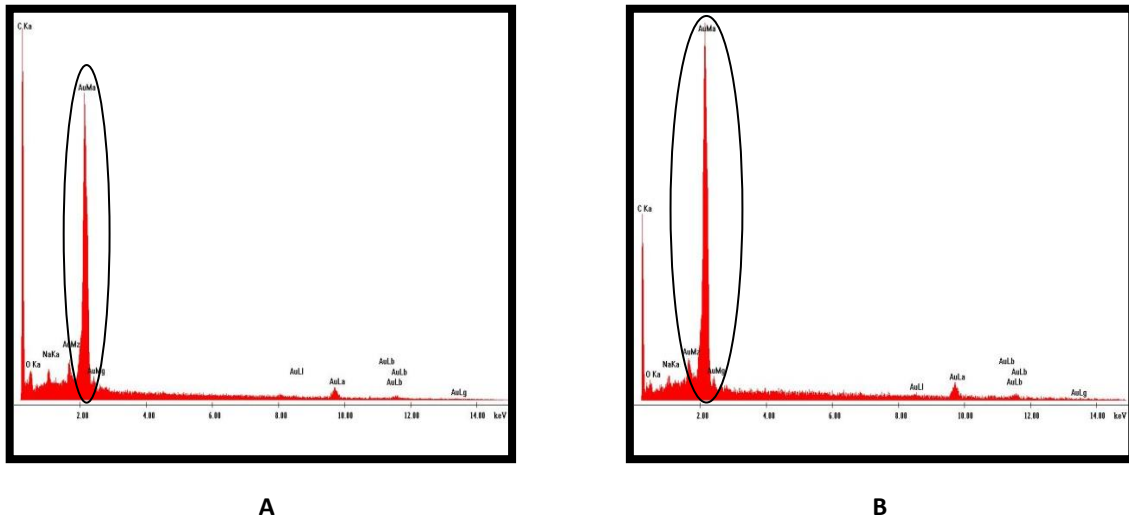 C Ka
AuMa
O Ka
NaKa
AuMz
AuMg
AuLl
AuLa
AuLb
AuLb
AuLb
AuLg
2.00 4.00 6.00 8.00 10.00 12.00 14.00 keV
A
AuMa
C Ka
O Ka
NaKa
AuMz
AuMg
AuLl
AuLa
AuLb
AuLb
AuLb
AuLg
2.00 4.00 6.00 8.00 10.00 12.00 14.00 keV
B